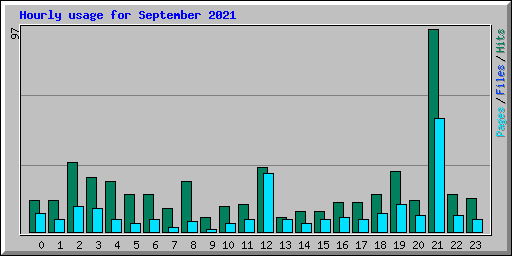 Hourly usage for September 2021
97
Pages/Files/Hits
0 1 2 3 4 5 6 7 8 9 10 11 12 13 14 15 16 17 18 19 20 21 22 23